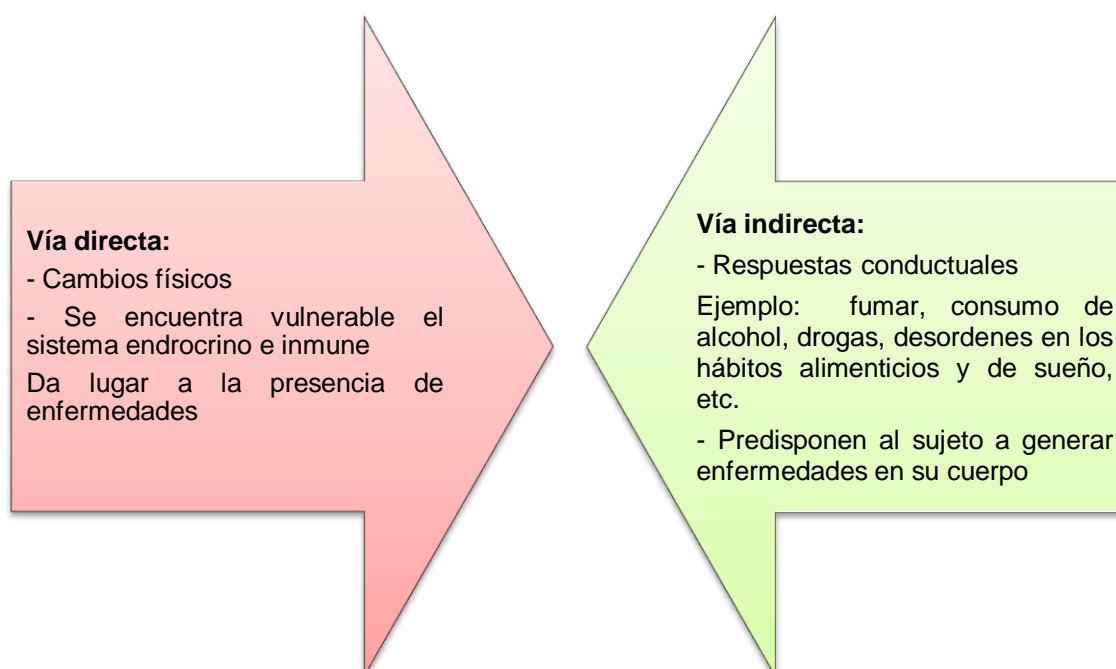 Vía directa:
- Cambios físicos
- Se encuentra vulnerable el
sistema endrocrino e inmune
Da lugar a la presencia de
enfermedades
Vía indirecta:
- Respuestas conductuales
Ejemplo: fumar, consumo de
alcohol, drogas, desordenes en los
hábitos alimenticios y de sueño,
etc.
- Predisponen al sujeto a generar
enfermedades en su cuerpo